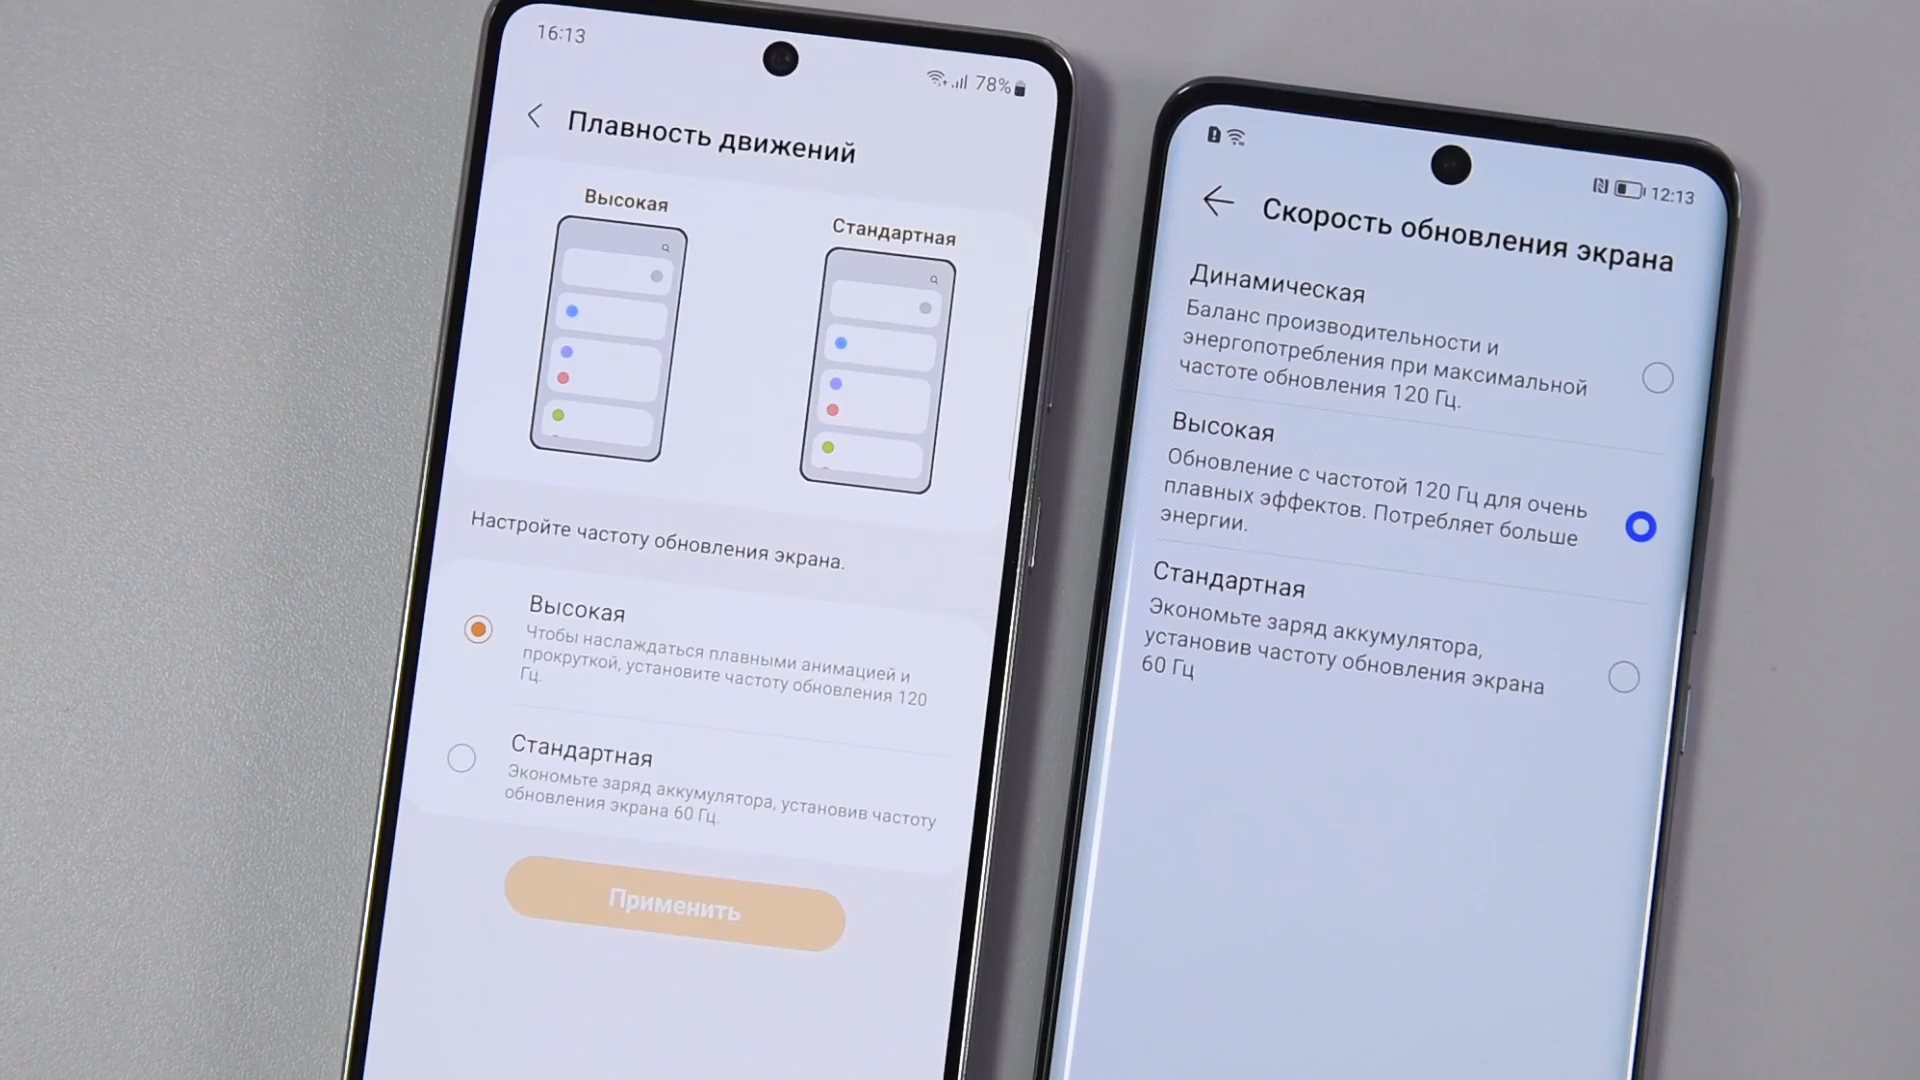 16:13
78%
Плавность движений
Высокая
Стандартная
Настройте частоту обновления экрана.
Высокая
Чтобы наслаждаться плавными анимацией и
прокруткой, установите частоту обновления 120
Гц.
Стандартная
Экономьте заряд аккумулятора, установив частоту
обновления экрана 60 Гц.
Применить
12:13
Скорость обновления экрана
Динамическая
Баланс производительности и
энергопотребления при максимальной
частоте обновления 120 Гц.
Высокая
Обновление с частотой 120 Гц для очень
плавных эффектов. Потребляет больше
энергии.
Стандартная
Экономьте заряд аккумулятора,
установив частоту обновления экрана
60 Гц